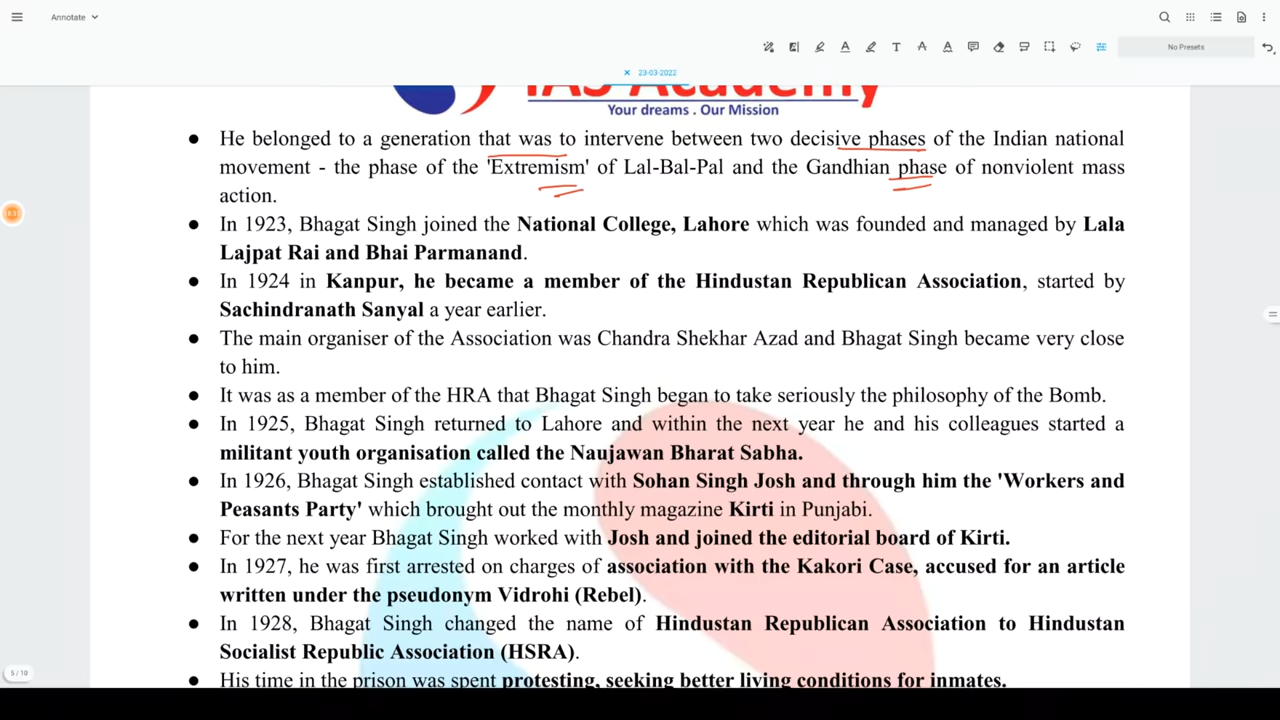 Annotate
No Presets
23-03-2022
IAS Academy
Your dreams . Our Mission
● He belonged to a generation that was to intervene between two decisive phases of the Indian national
movement - the phase of the 'Extremism' of Lal-Bal-Pal and the Gandhian phase of nonviolent mass
action.
● In 1923, Bhagat Singh joined the National College, Lahore which was founded and managed by Lala
Lajpat Rai and Bhai Parmanand.
● In 1924 in Kanpur, he became a member of the Hindustan Republican Association, started by
Sachindranath Sanyal a year earlier.
● The main organiser of the Association was Chandra Shekhar Azad and Bhagat Singh became very close
to him.
● It was as a member of the HRA that Bhagat Singh began to take seriously the philosophy of the Bomb.
● In 1925, Bhagat Singh returned to Lahore and within the next year he and his colleagues started a
militant youth organisation called the Naujawan Bharat Sabha.
● In 1926, Bhagat Singh established contact with Sohan Singh Josh and through him the 'Workers and
Peasants Party' which brought out the monthly magazine Kirti in Punjabi.
● For the next year Bhagat Singh worked with Josh and joined the editorial board of Kirti.
● In 1927, he was first arrested on charges of association with the Kakori Case, accused for an article
written under the pseudonym Vidrohi (Rebel).
● In 1928, Bhagat Singh changed the name of Hindustan Republican Association to Hindustan
Socialist Republic Association (HSRA).
5 / 10
● His time in the prison was spent protesting, seeking better living conditions for inmates.